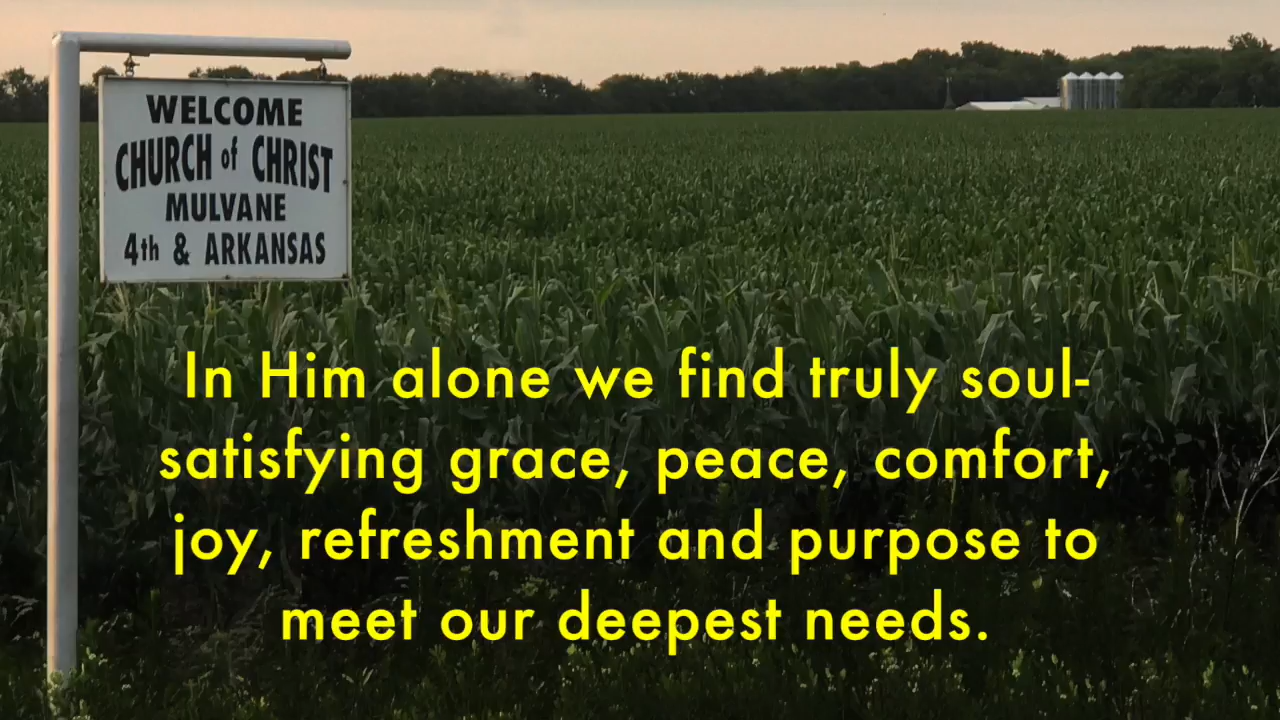 WELCOME
CHURCH of CHRIST
MULVANE
4th & ARKANSAS
In Him alone we find truly soul-
satisfying grace, peace, comfort,
joy, refreshment and purpose to
meet our deepest needs.